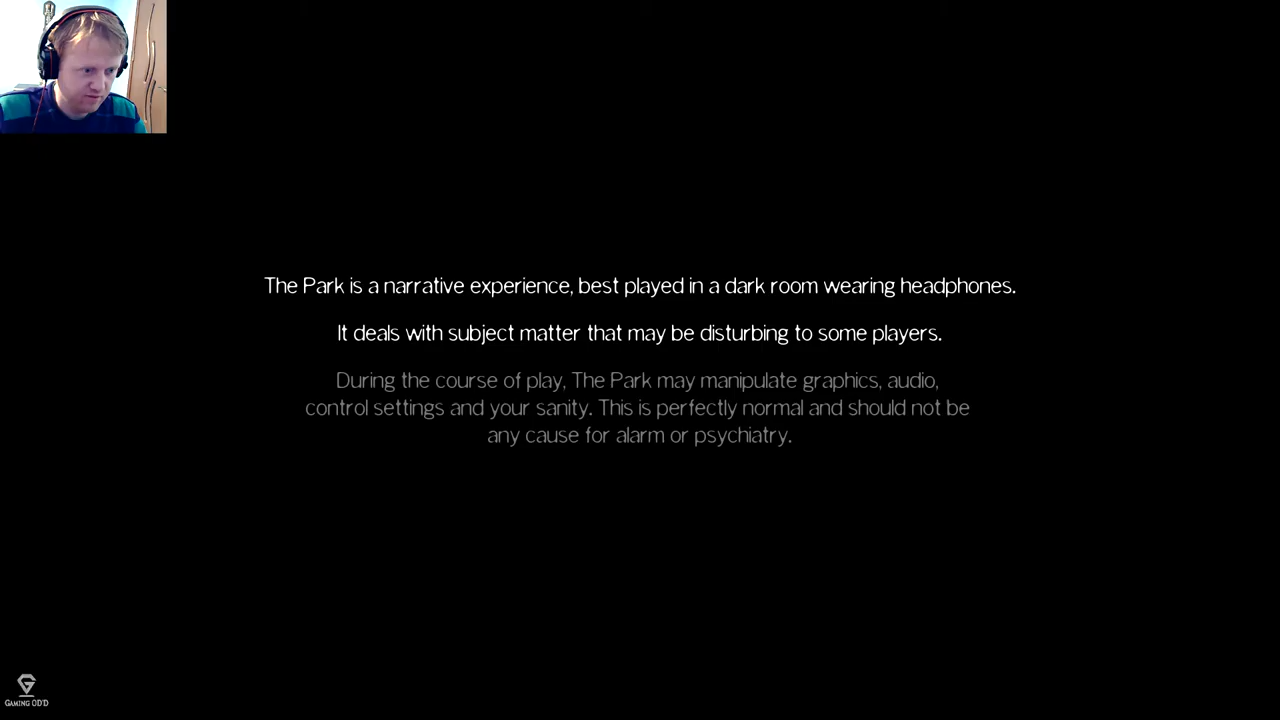 The Park is a narrative experience, best played in a dark room wearing headphones.
It deals with subject matter that may be disturbing to some players.
During the course of play, The Park may manipulate graphics, audio,
control settings and your sanity. This is perfectly normal and should not be
any cause for alarm or psychiatry.
GAMING OD'D